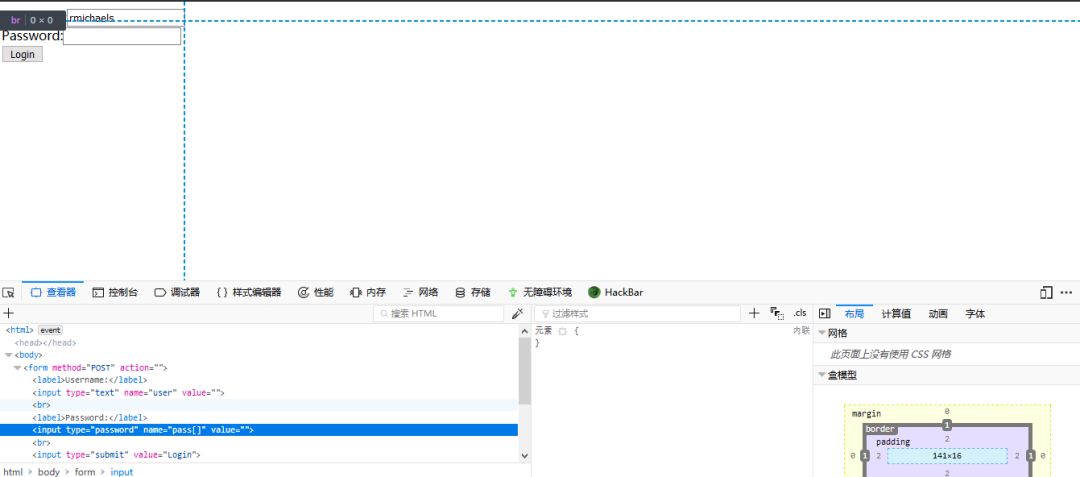 br 0 × 0
rmichaels
Password:
Login
查看器 控制台 调试器 { } 样式编辑器 性能 内存 网络 存储 无障碍环境 HackBar
+ 搜索 HTML 过滤样式 + .cls 布局 计算值 动画 字体
<html> event
<head></head>
<body>
<form method="POST" action="">
<label>Username:</label>
<input type="text" name="user" value="">
<br>
<label>Password:</label>
<input type="password" name="pass[]" value="">
<br>
<input type="submit" value="Login">
html > body > form > input
元素 { 内联
}
网格
此页面上没有使用 CSS 网格
盒模型
margin 0
border 1
padding 2
0 1 2 141×16 2 1 0
2